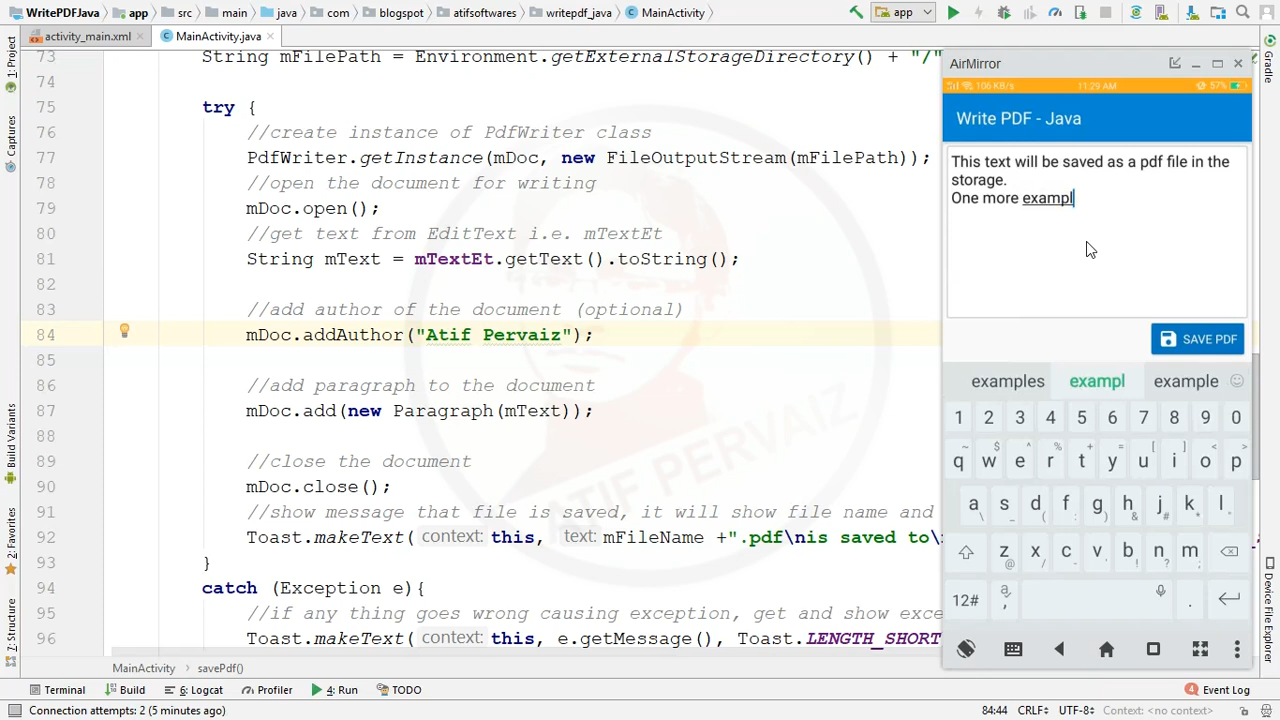 WritePDFJava app src main java com blogspot atifsoftwares writepdf_java MainActivity app
activity_main.xml MainActivity.java
1: Project
Captures
Build Variants
2: Favorites
7: Structure
73 String mFilePath = Environment.getExternalStorageDirectory() + "/"
74
75 try {
76 //create instance of PdfWriter class
77 PdfWriter.getInstance(mDoc, new FileOutputStream(mFilePath));
78 //open the document for writing
79 mDoc.open();
80 //get text from EditText i.e. mTextEt
81 String mText = mTextEt.getText().toString();
82
83 //add author of the document (optional)
84 mDoc.addAuthor("Atif Pervaiz");
85
86 //add paragraph to the document
87 mDoc.add(new Paragraph(mText));
88
89 //close the document
90 mDoc.close();
91 //show message that file is saved, it will show file name and
92 Toast.makeText( context: this, text: mFileName +".pdf\nis saved to\
93 }
94 catch (Exception e){
95 //if any thing goes wrong causing exception, get and show exce
96 Toast.makeText( context: this, e.getMessage(), Toast.LENGTH_SHORT
ATIF PERVAIZ
AirMirror
106 KB/s 11:29 AM 57%
Write PDF - Java
This text will be saved as a pdf file in the
storage.
One more exampl
SAVE PDF
examples exampl example
1 2 3 4 5 6 7 8 9 0
q w e r t y u i o p
a s d f g h j k l
z x c v b n m
12# , .
Gradle
Device File Explorer
MainActivity savePdf()
Terminal Build 6: Logcat Profiler 4: Run TODO 4 Event Log
Connection attempts: 2 (5 minutes ago) 84:44 CRLF UTF-8 Context: <no context>